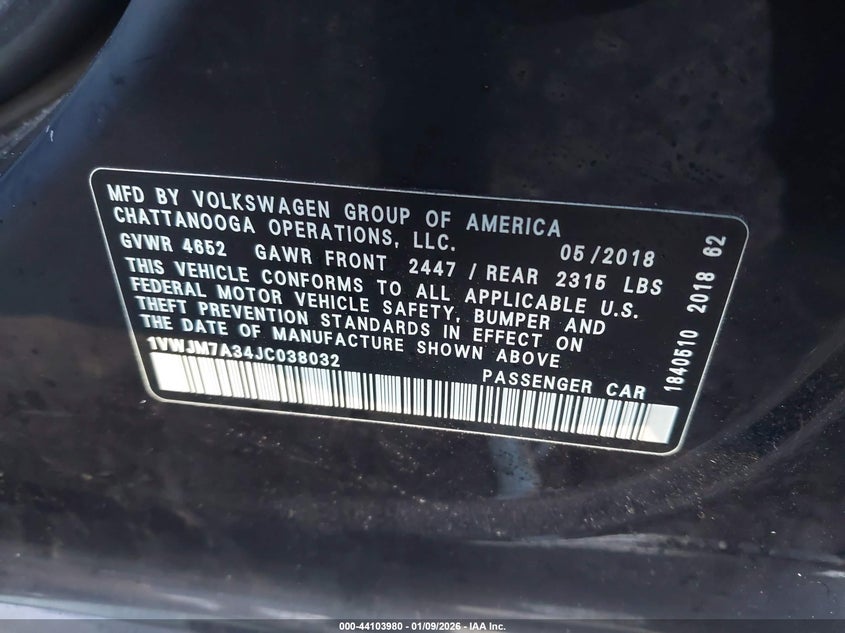 MFD BY VOLKSWAGEN GROUP OF AMERICA
CHATTANOOGA OPERATIONS, LLC. 05/2018
GVWR 4652 GAWR FRONT 2447 / REAR 2315 LBS
THIS VEHICLE CONFORMS TO ALL APPLICABLE U.S.
FEDERAL MOTOR VEHICLE SAFETY, BUMPER AND
THEFT PREVENTION STANDARDS IN EFFECT ON
THE DATE OF MANUFACTURE SHOWN ABOVE
1VWJM7A34JC038032
PASSENGER CAR
1840510 2018 62
000-44103980 - 01/09/2026 - IAA Inc.